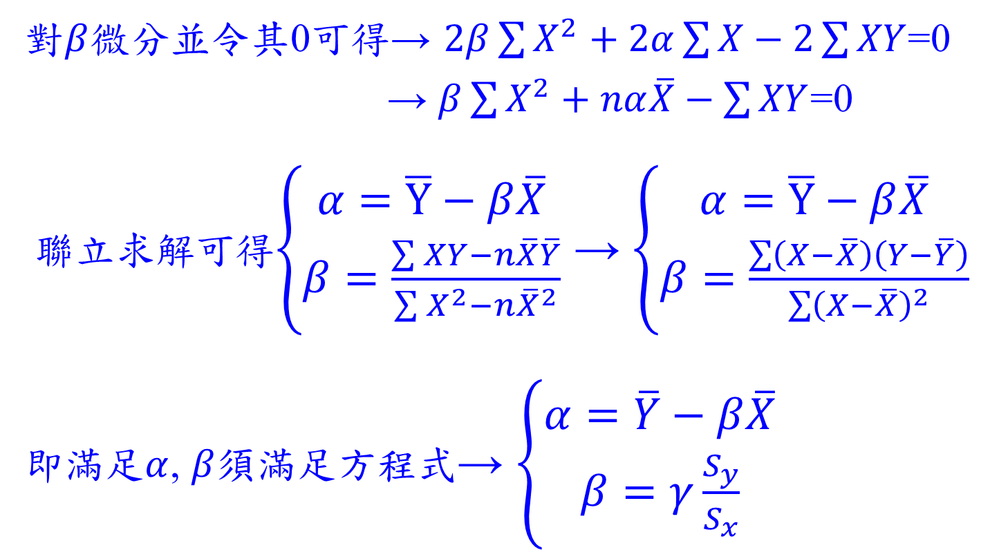 對β微分並令其0可得→ 2β∑X² + 2α∑X − 2∑XY=0
→ β∑X² + nαX̄ − ∑XY=0
聯立求解可得{α = Y̅ − βX̄, β = (∑XY−nX̄Ȳ)/(∑X²−nX̄²) → {α = Y̅ − βX̄, β = ∑(X−X̄)(Y−Ȳ)/∑(X−X̄)²
即滿足α, β須滿足方程式→ {α = Ȳ − βX̄, β = γ S_y/S_x